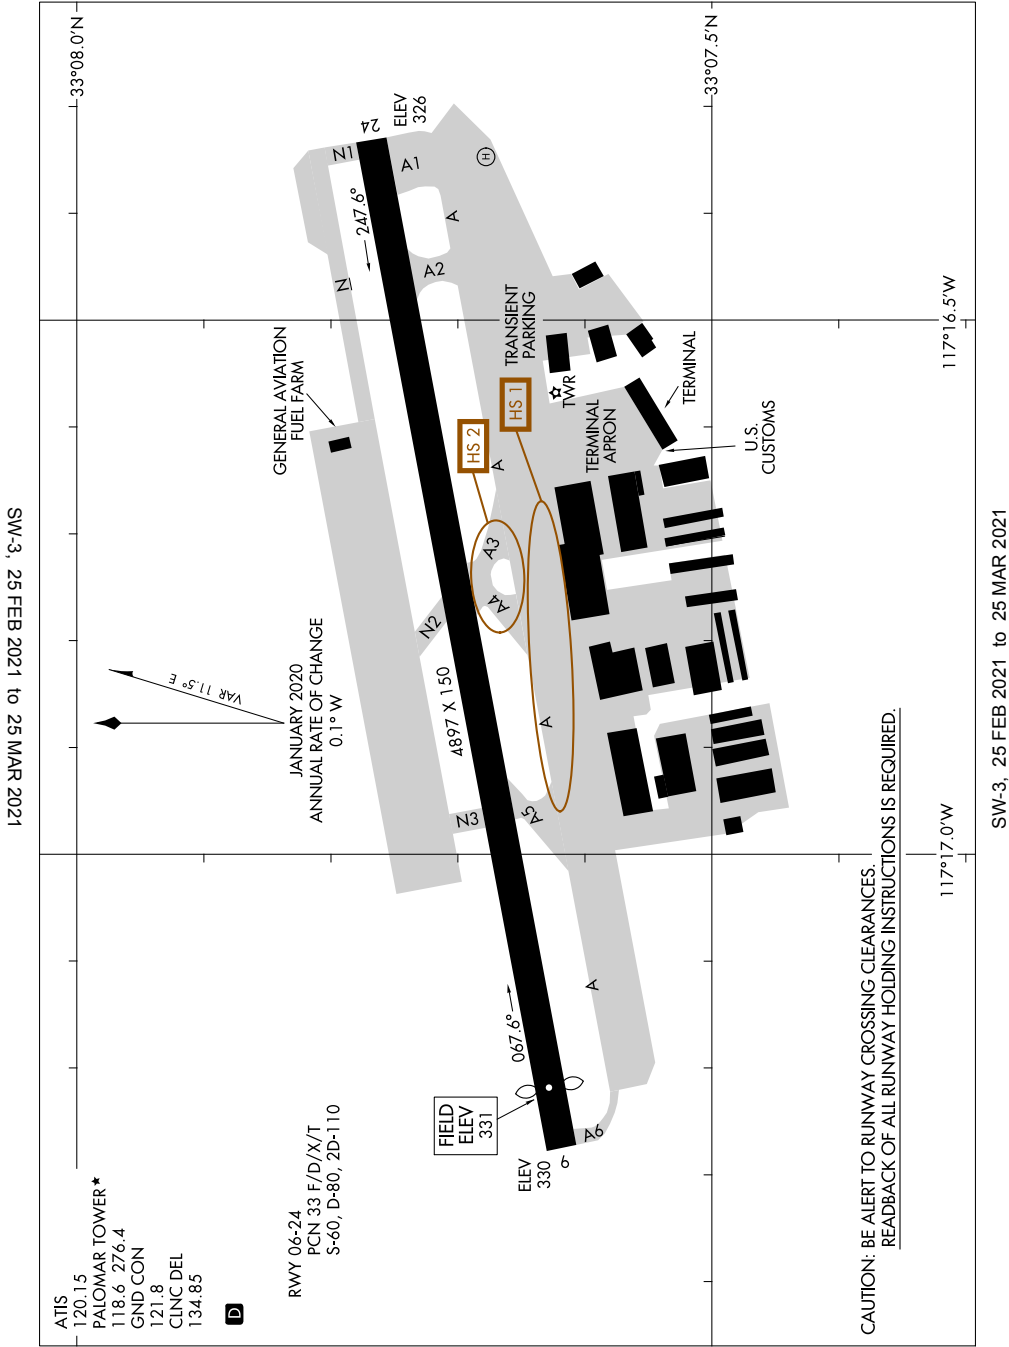 SW-3, 25 FEB 2021 to 25 MAR 2021
ATIS
120.15
PALOMAR TOWER★
118.6 276.4
GND CON
121.8
CLNC DEL
134.85
D
RWY 06-24
PCN 33 F/D/X/T
S-60, D-80, 2D-110
JANUARY 2020
ANNUAL RATE OF CHANGE
0.1° W
VAR 11.5° E
GENERAL AVIATION
FUEL FARM
33°08.0'N
33°07.5'N
117°16.5'W
117°17.0'W
FIELD
ELEV
331
ELEV
330
6
067.6°
4897 X 150
247.6°
24
ELEV
326
N1
N
N2
N3
A1
A
A2
A
A3
A4
A
A5
A
A6
H
HS 1
HS 2
TRANSIENT
PARKING
TWR
TERMINAL
APRON
TERMINAL
U.S.
CUSTOMS
CAUTION: BE ALERT TO RUNWAY CROSSING CLEARANCES.
READBACK OF ALL RUNWAY HOLDING INSTRUCTIONS IS REQUIRED.
SW-3, 25 FEB 2021 to 25 MAR 2021